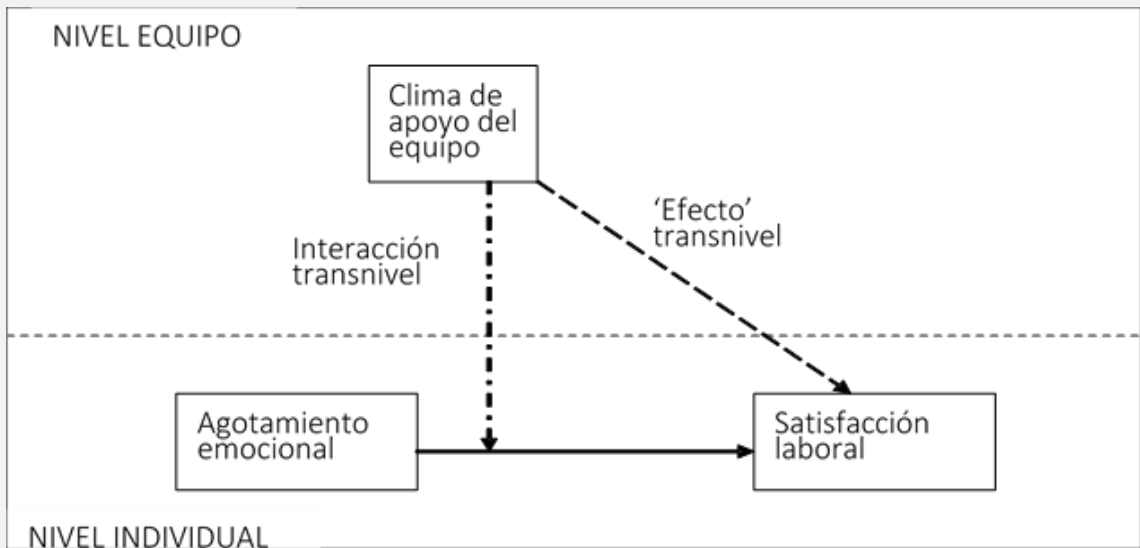 NIVEL EQUIPO
Clima de
apoyo del
equipo
'Efecto'
transnivel
Interacción
transnivel
Agotamiento
emocional
Satisfacción
laboral
NIVEL INDIVIDUAL